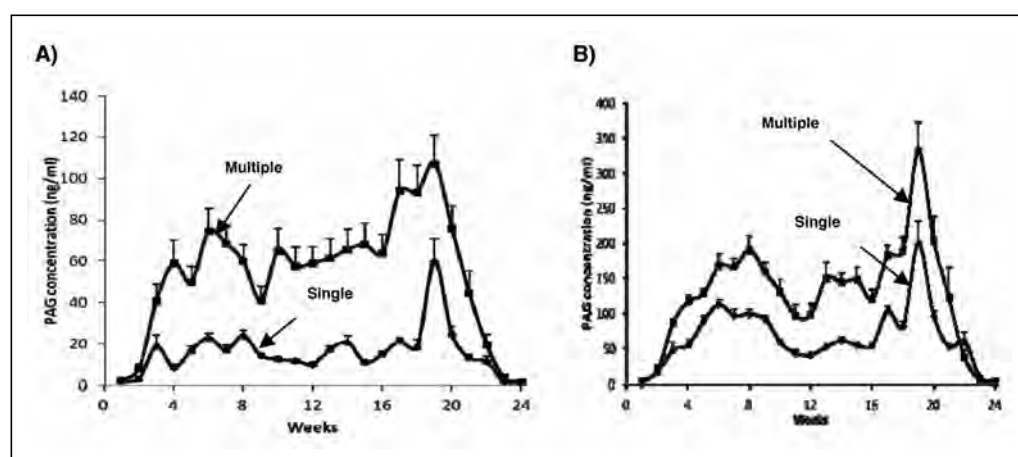 A)
PAG concentration (ng/ml)
140
120
100
80
60
40
20
0
Multiple
Single
0 4 8 12 16 20 24
Weeks
B)
PAG concentration (ng/ml)
400
350
300
250
200
150
100
50
0
Multiple
Single
0 4 8 12 16 20 24
Weeks